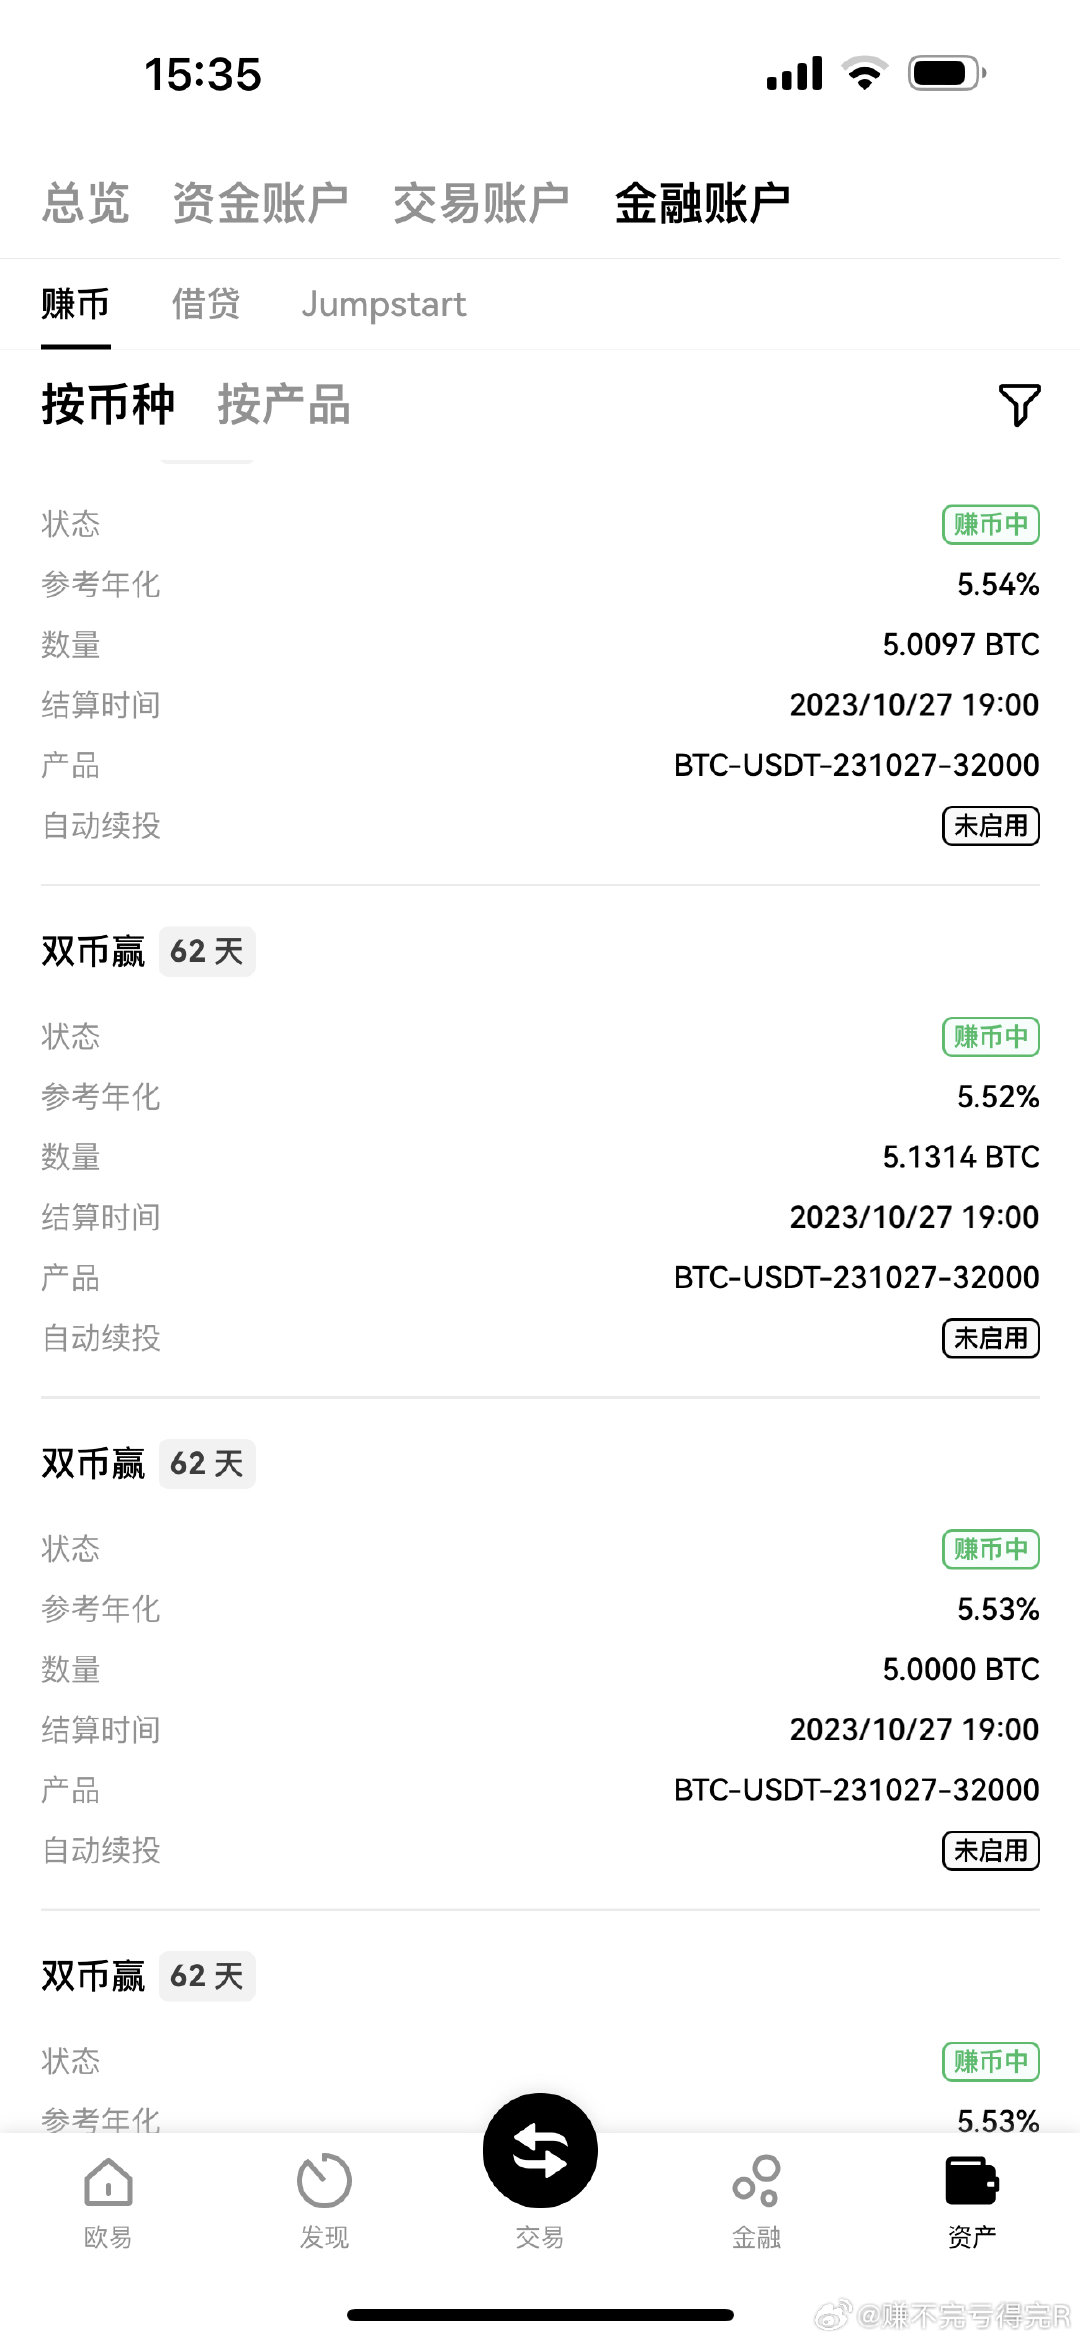 15:35
总览 资金账户 交易账户 金融账户
赚币 借贷 Jumpstart
按币种 按产品
状态 赚币中
参考年化 5.54%
数量 5.0097 BTC
结算时间 2023/10/27 19:00
产品 BTC-USDT-231027-32000
自动续投 未启用
双币赢 62 天
状态 赚币中
参考年化 5.52%
数量 5.1314 BTC
结算时间 2023/10/27 19:00
产品 BTC-USDT-231027-32000
自动续投 未启用
双币赢 62 天
状态 赚币中
参考年化 5.53%
数量 5.0000 BTC
结算时间 2023/10/27 19:00
产品 BTC-USDT-231027-32000
自动续投 未启用
双币赢 62 天
状态 赚币中
参考年化 5.53%
欧易 发现 交易 金融 资产
@赚不完亏得完R